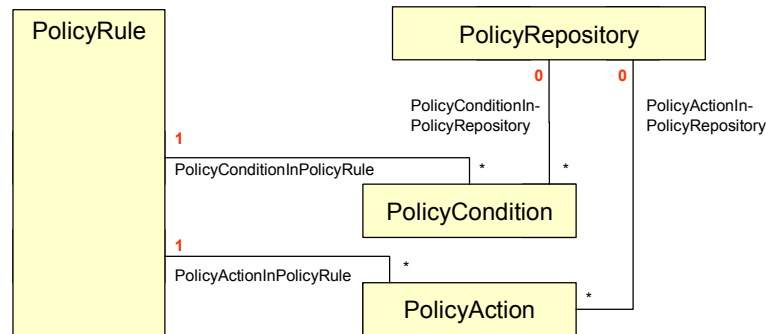 PolicyRule
PolicyRepository
0
0
PolicyConditionIn-
PolicyRepository
PolicyActionIn-
PolicyRepository
1
PolicyConditionInPolicyRule
*
*
PolicyCondition
1
PolicyActionInPolicyRule
*
*
PolicyAction